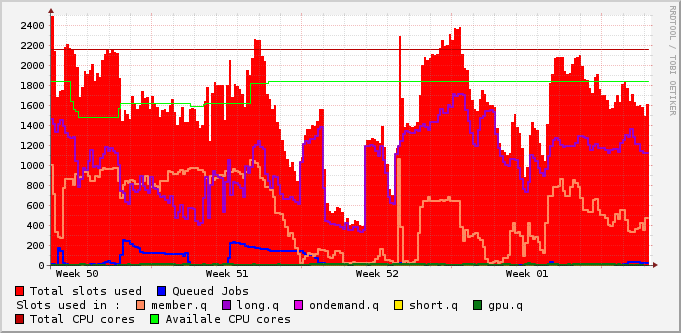 RRDTOOL / TOBI OETIKER
2400
2200
2000
1800
1600
1400
1200
1000
800
600
400
200
0
Week 50 Week 51 Week 52 Week 01
Total slots used Queued Jobs
Slots used in : member.q long.q ondemand.q short.q gpu.q
Total CPU cores Availale CPU cores